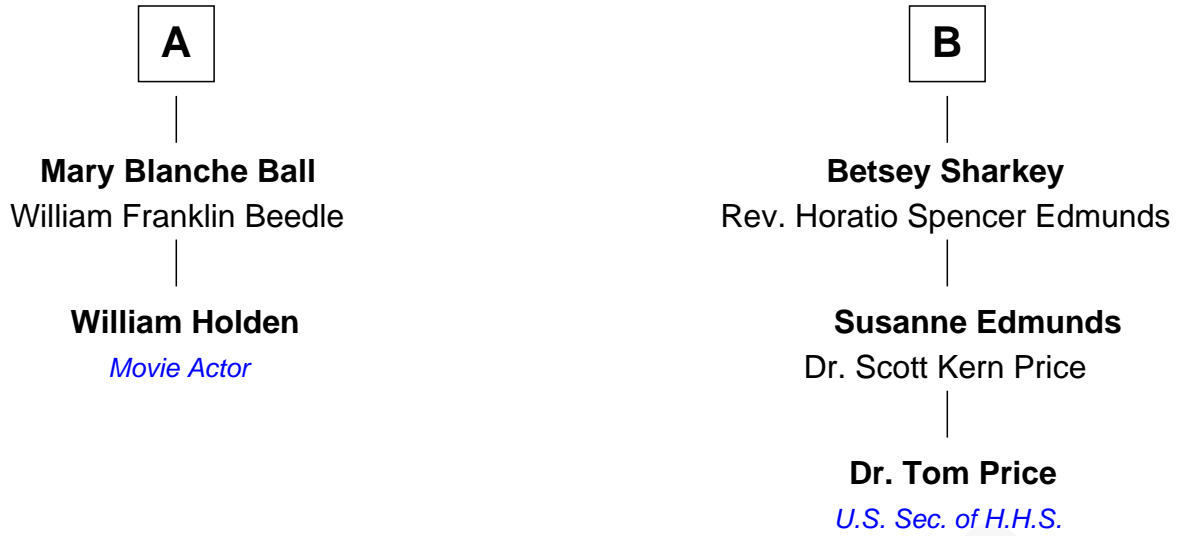 A
Mary Blanche Ball
William Franklin Beedle
William Holden
Movie Actor
B
Betsey Sharkey
Rev. Horatio Spencer Edmunds
Susanne Edmunds
Dr. Scott Kern Price
Dr. Tom Price
U.S. Sec. of H.H.S.